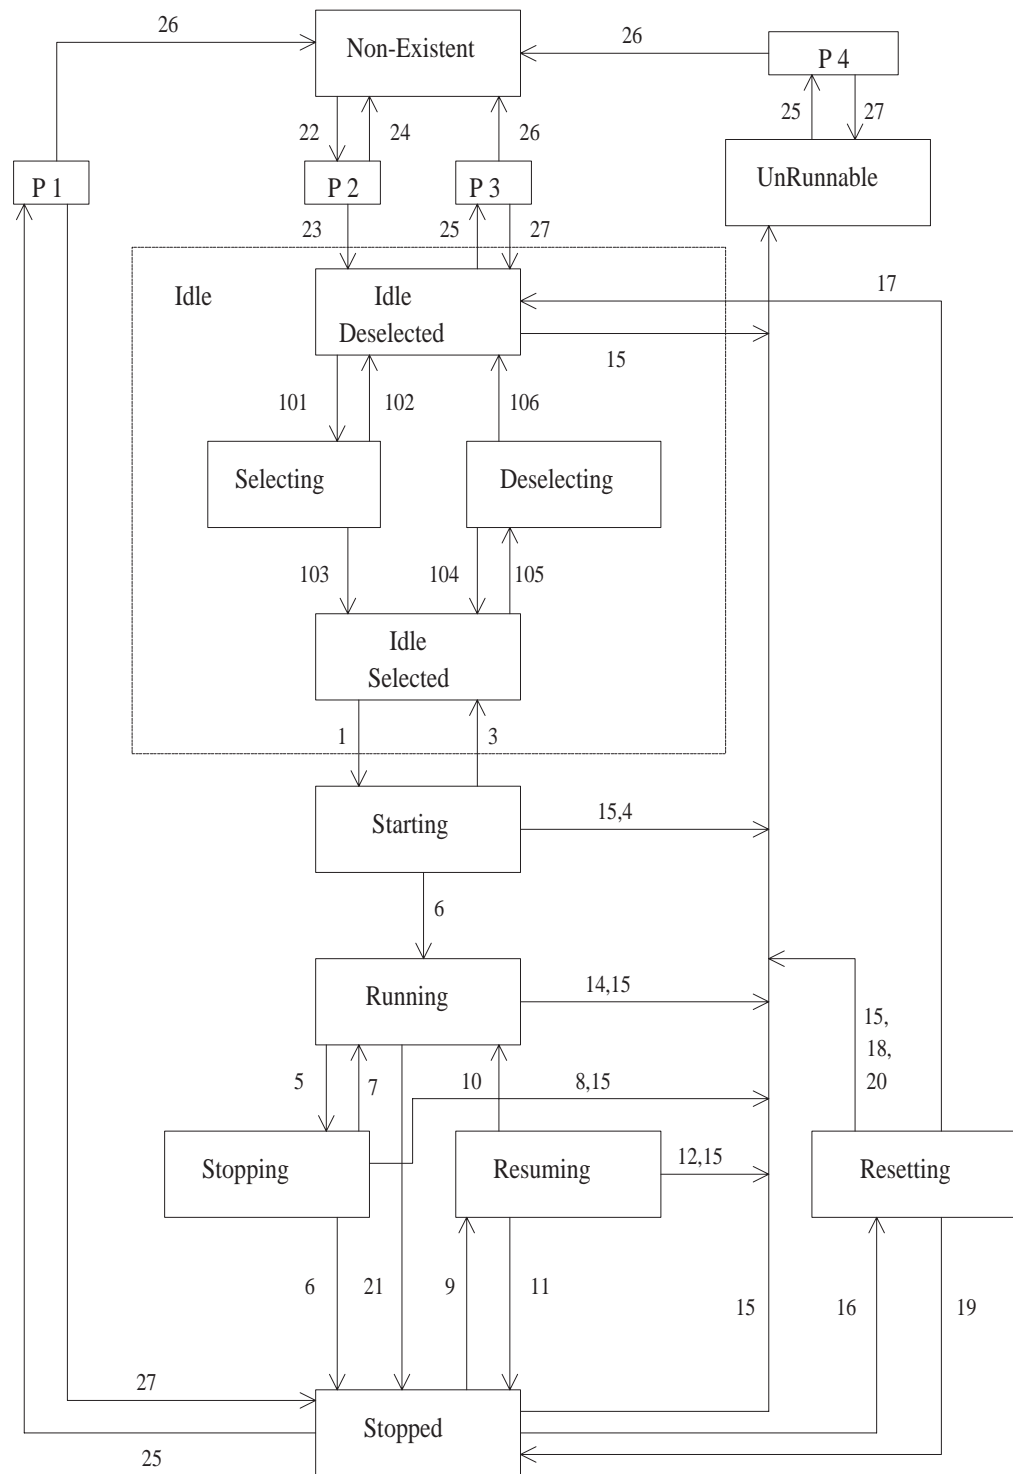 26
Non-Existent
26
P 4
22
24
26
25
27
P 1
P 2
P 3
UnRunnable
23
25
27
Idle
Idle
Deselected
17
15
101
102
106
Selecting
Deselecting
103
104
105
Idle
Selected
1
3
Starting
15,4
6
Running
14,15
15,
18,
20
5
7
10
8,15
Stopping
Resuming
12,15
Resetting
6
21
9
11
15
16
19
27
Stopped
25